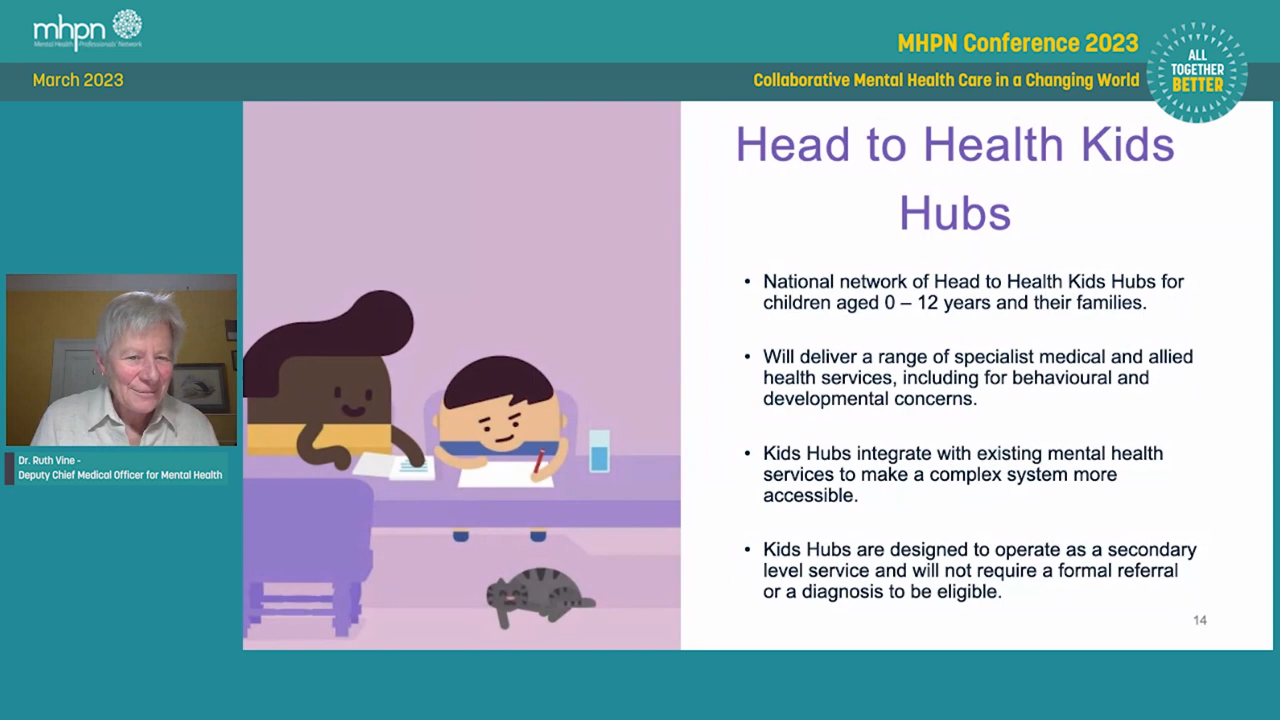 mhpn
Mental Health Professionals' Network
MHPN Conference 2023
March 2023
Collaborative Mental Health Care in a Changing World
ALL
TOGETHER
BETTER
Head to Health Kids
Hubs
• National network of Head to Health Kids Hubs for
children aged 0 – 12 years and their families.
• Will deliver a range of specialist medical and allied
health services, including for behavioural and
developmental concerns.
• Kids Hubs integrate with existing mental health
services to make a complex system more
accessible.
• Kids Hubs are designed to operate as a secondary
level service and will not require a formal referral
or a diagnosis to be eligible.
14
Dr. Ruth Vine -
Deputy Chief Medical Officer for Mental Health